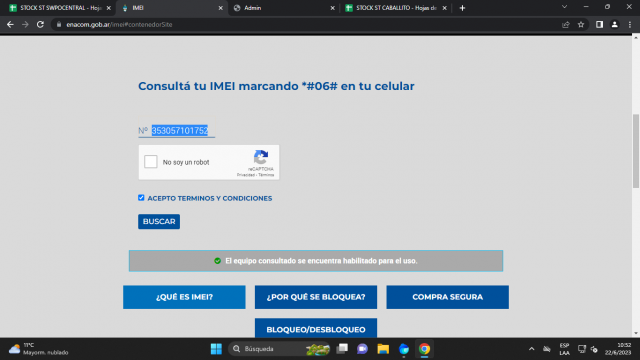 STOCK ST SWPOCENTRAL - Hoj
IMEI
Admin
STOCK ST CABALLITO - Hojas de
enacom.gob.ar/imei#contenedorSite
Consultá tu IMEI marcando *#06# en tu celular
Nº 353057101752
No soy un robot
reCAPTCHA
Privacidad - Términos
ACEPTO TERMINOS Y CONDICIONES
BUSCAR
El equipo consultado se encuentra habilitado para el uso.
¿QUÉ ES IMEI?
¿POR QUÉ SE BLOQUEA?
COMPRA SEGURA
BLOQUEO/DESBLOQUEO
11°C
Mayorm. nublado
Búsqueda
ESP
LAA
10:52
22/6/2023